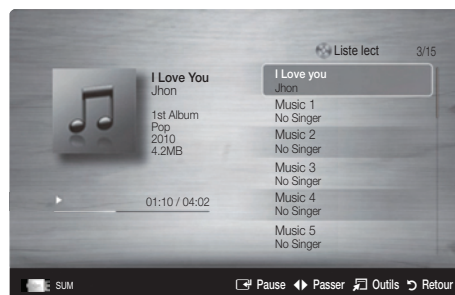 Liste lect 3/15
I Love You
Jhon
1st Album
Pop
2010
4.2MB
01:10 / 04:02
I Love you
Jhon
Music 1
No Singer
Music 2
No Singer
Music 3
No Singer
Music 4
No Singer
Music 5
No Singer
SUM Pause Passer Outils Retour